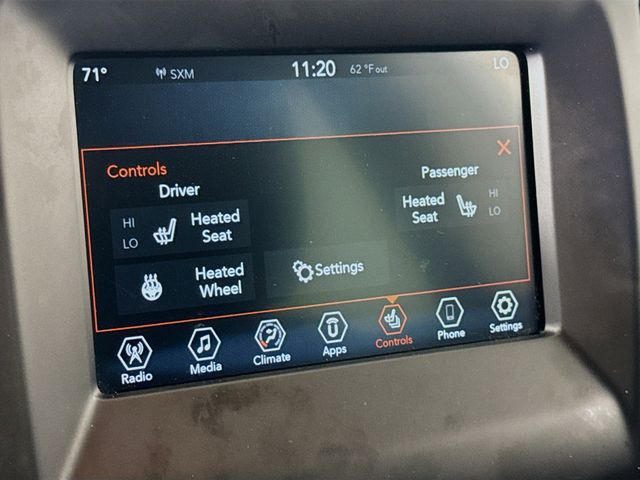 71° SXM 11:20 62 °F out LO
Controls
Driver Passenger
HI Heated Seat LO
Heated Seat HI LO
Heated Wheel
Settings
Radio Media Climate Apps Controls Phone Settings